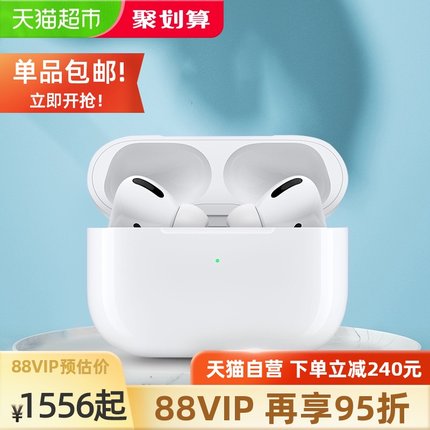 天猫超市 聚划算
单品包邮!
立即开抢!
天猫自营 下单立减240元
88VIP预估价
¥1556起
88VIP 再享95折